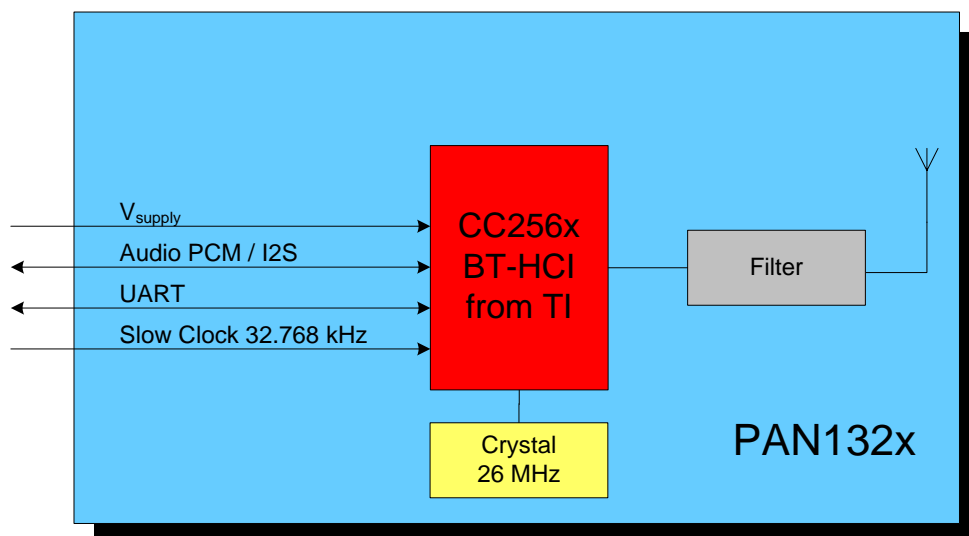 V_supply
Audio PCM / I2S
UART
Slow Clock 32.768 kHz
CC256x
BT-HCI
from TI
Filter
Crystal
26 MHz
PAN132x